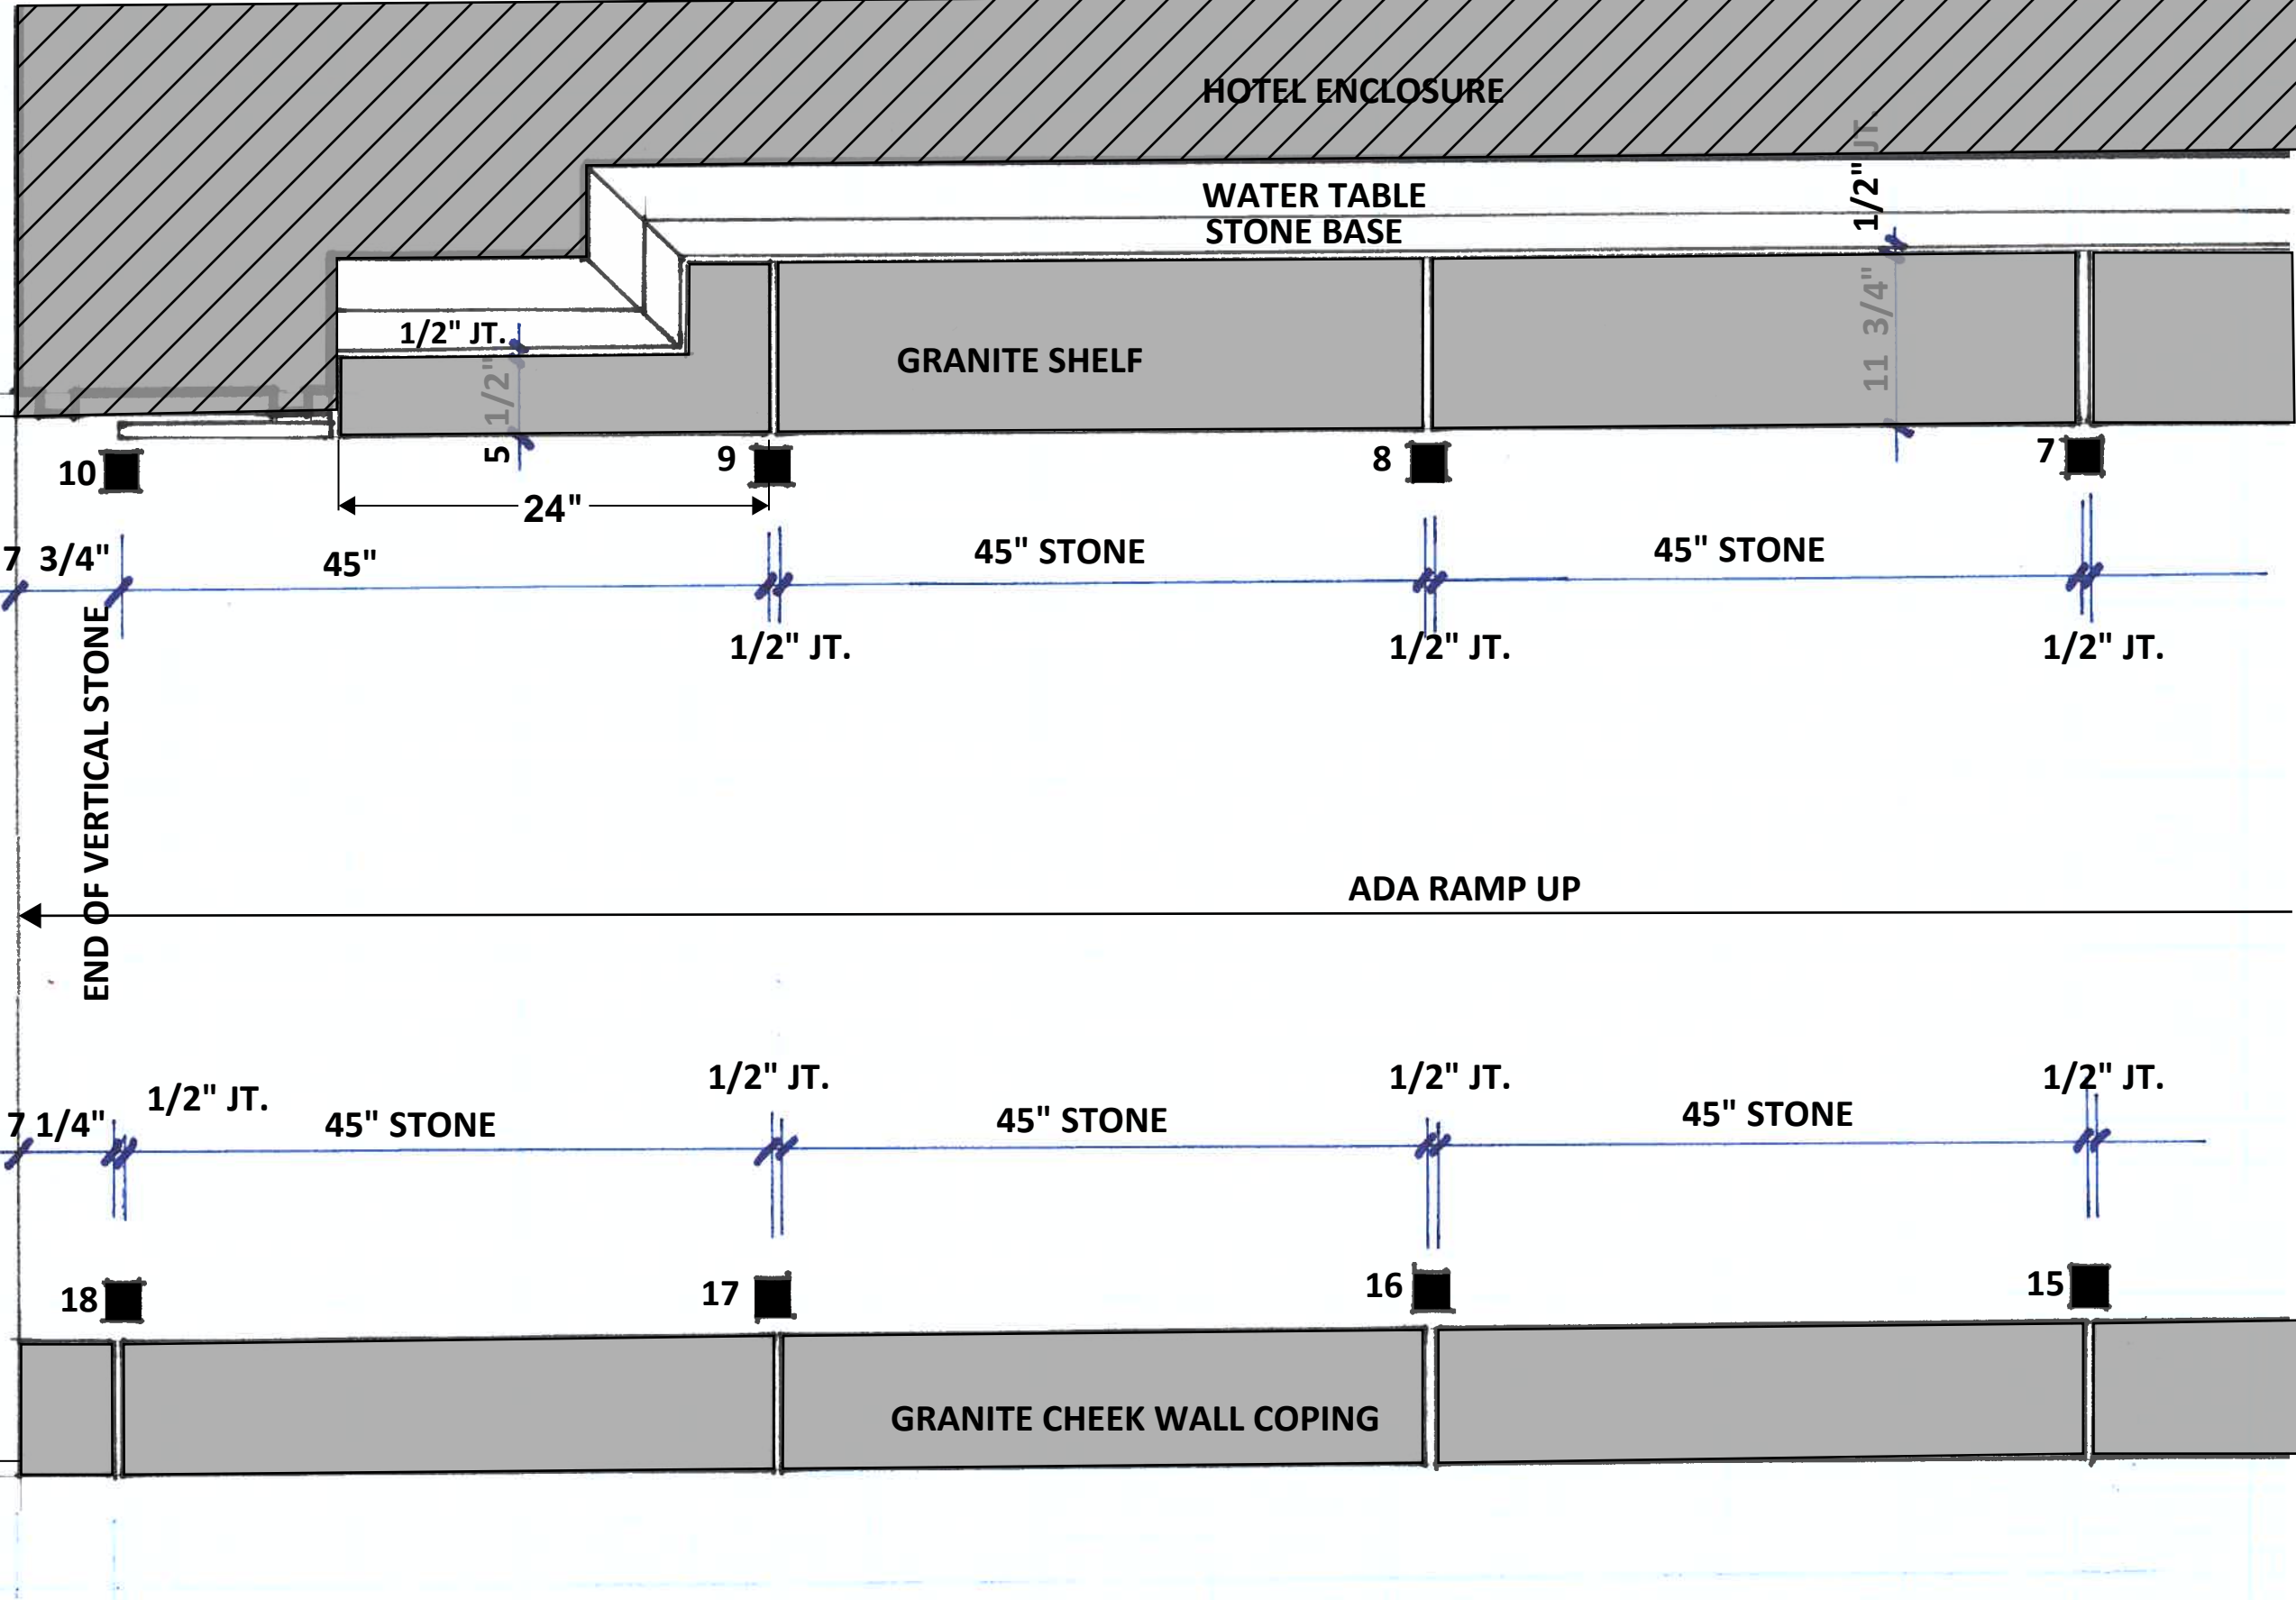 HOTEL ENCLOSURE
1/2" JT.
WATER TABLE
STONE BASE
1/2" JT.
11 3/4"
GRANITE SHELF
5 1/2"
10
9
8
7
24"
7 3/4"
45"
45" STONE
45" STONE
1/2" JT.
1/2" JT.
1/2" JT.
END OF VERTICAL STONE
ADA RAMP UP
1/2" JT.
1/2" JT.
1/2" JT.
1/2" JT.
7 1/4"
45" STONE
45" STONE
45" STONE
18
17
16
15
GRANITE CHEEK WALL COPING